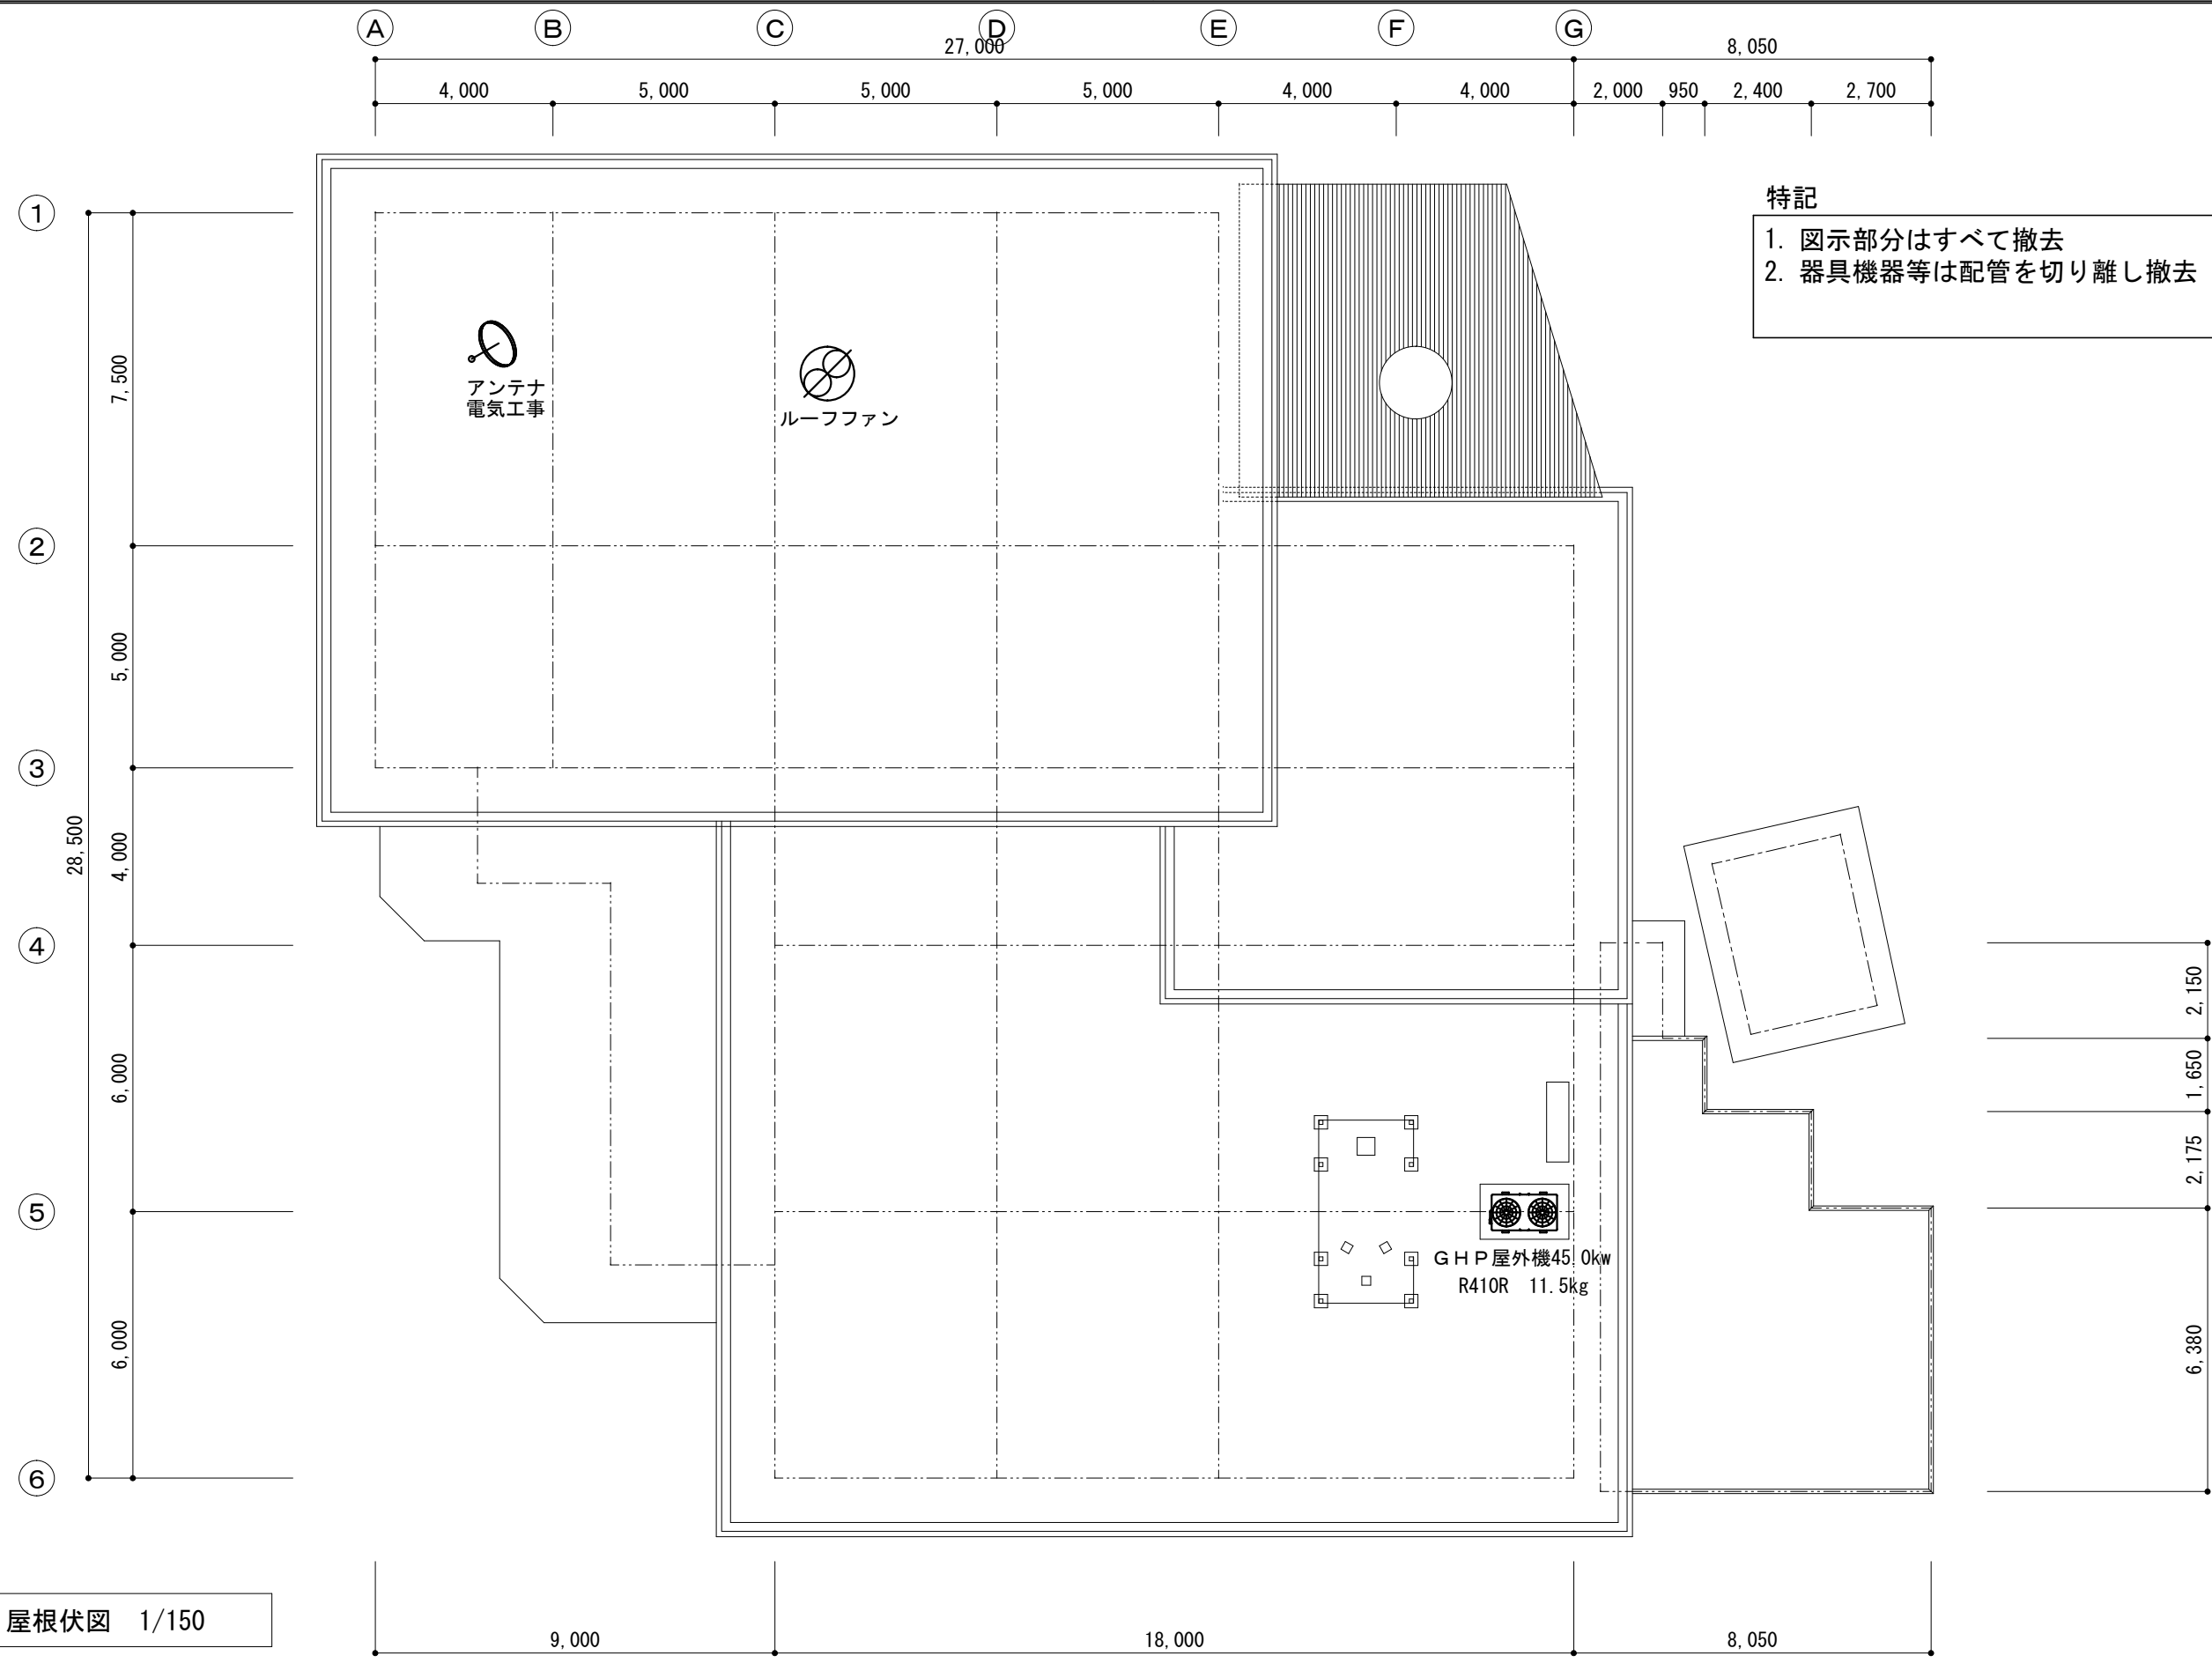 A B C D E F G
27,000 8,050
4,000 5,000 5,000 5,000 4,000 4,000 2,000 950 2,400 2,700
特記
1. 図示部分はすべて撤去
2. 器具機器等は配管を切り離し撤去
1
2
3
4
5
6
28,500
7,500
5,000
4,000
6,000
6,000
アンテナ
電気工事
ルーフファン
2,150
1,650
2,175
6,380
ＧＨＰ屋外機45.0kw
R410R 11.5kg
屋根伏図 1/150
9,000 18,000 8,050